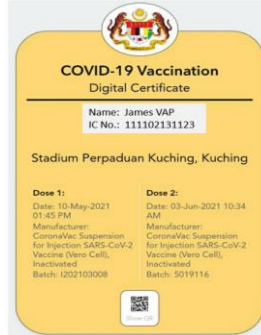 COVID-19 Vaccination
Digital Certificate
Name: James VAP
IC No.: 111102131123
Stadium Perpaduan Kuching, Kuching
Dose 1:
Date: 10-May-2021
01:45 PM
Manufacturer:
CoronaVac Suspension
for Injection SARS-CoV-2
Vaccine (Vero Cell),
Inactivated
Batch: I202103008
Dose 2:
Date: 03-Jun-2021 10:34
AM
Manufacturer:
CoronaVac Suspension
for Injection SARS-CoV-2
Vaccine (Vero Cell),
Inactivated
Batch: 5019116
Show QR